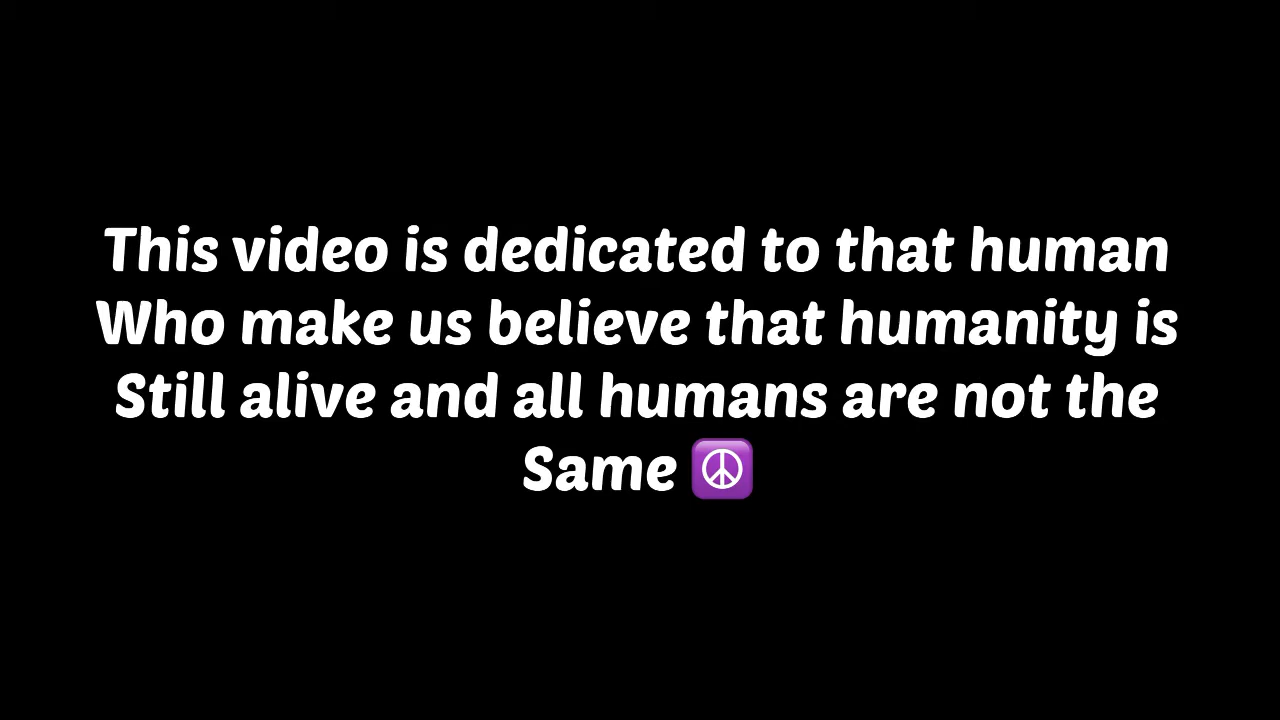 This video is dedicated to that human
Who make us believe that humanity is
Still alive and all humans are not the
Same ☮️